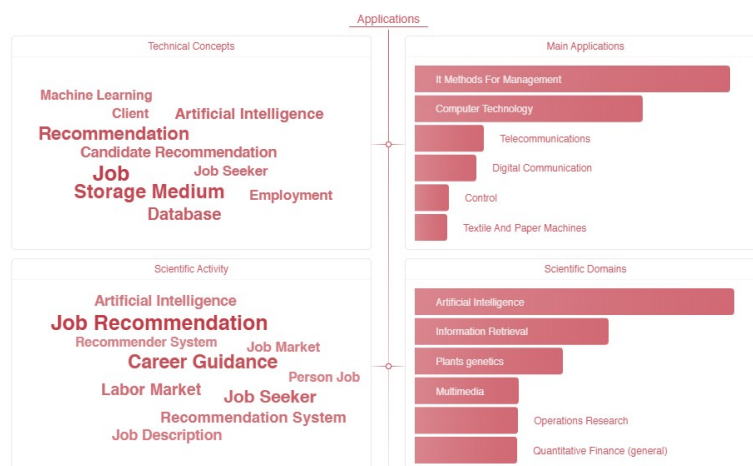 Applications
Technical Concepts
Machine Learning
Client
Artificial Intelligence
Recommendation
Candidate Recommendation
Job
Job Seeker
Storage Medium
Employment
Database
Main Applications
It Methods For Management
Computer Technology
Telecommunications
Digital Communication
Control
Textile And Paper Machines
Scientific Activity
Artificial Intelligence
Job Recommendation
Recommender System
Job Market
Career Guidance
Person Job
Labor Market
Job Seeker
Recommendation System
Job Description
Scientific Domains
Artificial Intelligence
Information Retrieval
Plants genetics
Multimedia
Operations Research
Quantitative Finance (general)